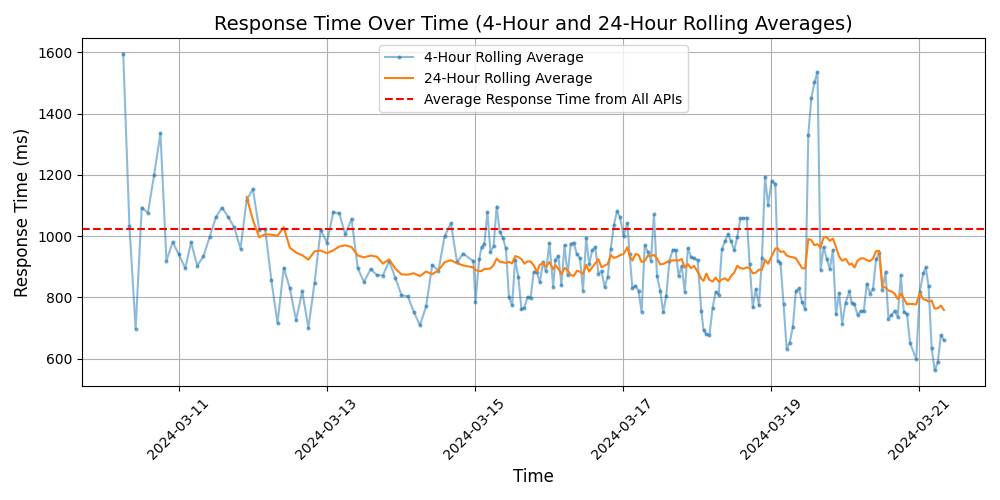 Response Time Over Time (4-Hour and 24-Hour Rolling Averages)
4-Hour Rolling Average
24-Hour Rolling Average
Average Response Time from All APIs
Response Time (ms)
1600
1400
1200
1000
800
600
2024-03-11
2024-03-13
2024-03-15
2024-03-17
2024-03-19
2024-03-21
Time